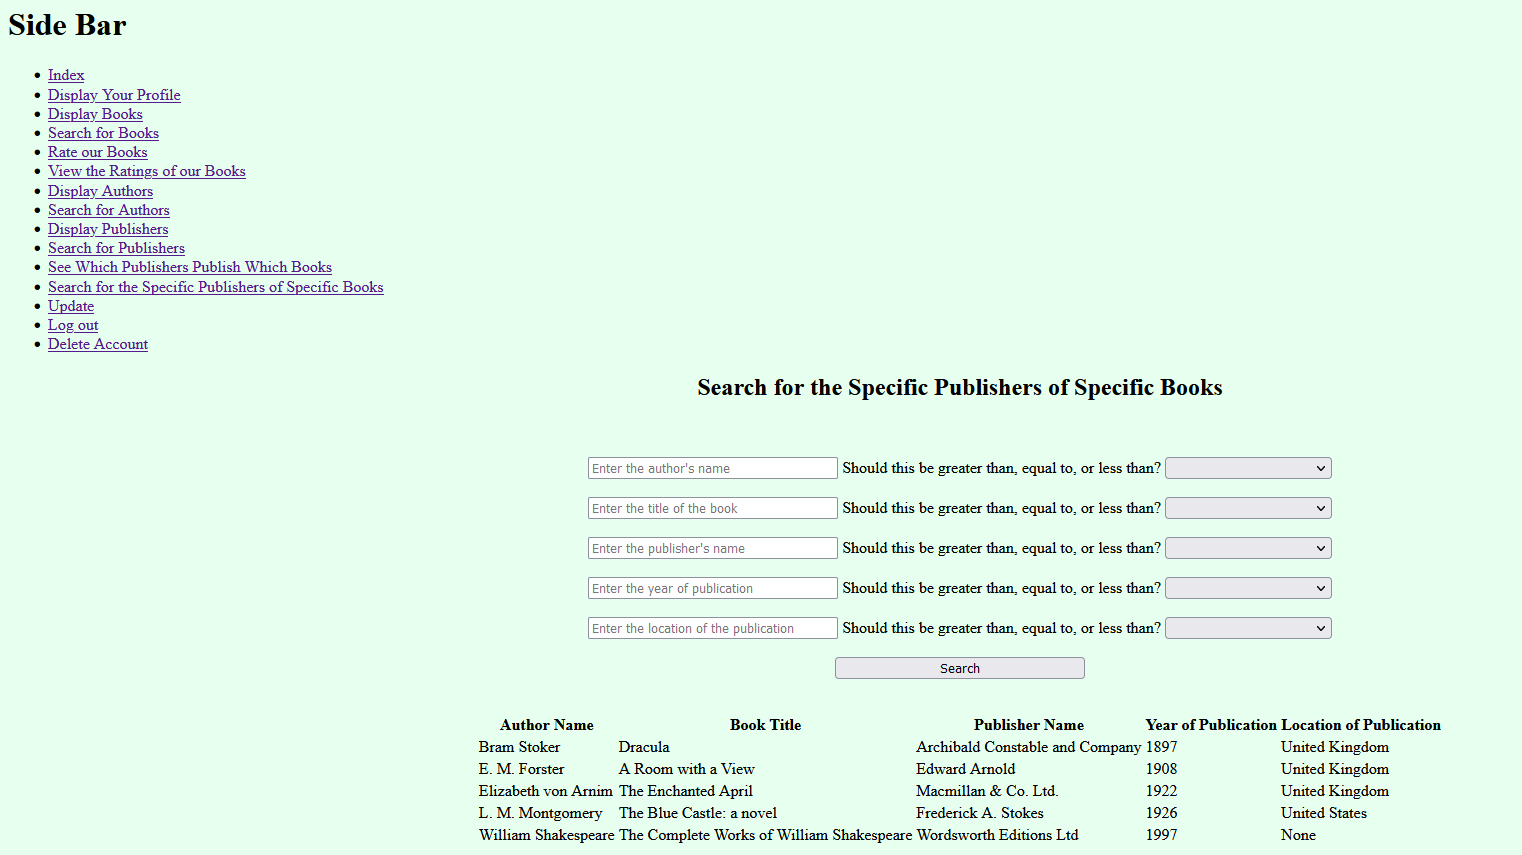 Side Bar
Index
Display Your Profile
Display Books
Search for Books
Rate our Books
View the Ratings of our Books
Display Authors
Search for Authors
Display Publishers
Search for Publishers
See Which Publishers Publish Which Books
Search for the Specific Publishers of Specific Books
Update
Log out
Delete Account
Search for the Specific Publishers of Specific Books
Enter the author's name Should this be greater than, equal to, or less than?
Enter the title of the book Should this be greater than, equal to, or less than?
Enter the publisher's name Should this be greater than, equal to, or less than?
Enter the year of publication Should this be greater than, equal to, or less than?
Enter the location of the publication Should this be greater than, equal to, or less than?
Search
Author Name Book Title Publisher Name Year of Publication Location of Publication
Bram Stoker Dracula Archibald Constable and Company 1897 United Kingdom
E. M. Forster A Room with a View Edward Arnold 1908 United Kingdom
Elizabeth von Arnim The Enchanted April Macmillan & Co. Ltd. 1922 United Kingdom
L. M. Montgomery The Blue Castle: a novel Frederick A. Stokes 1926 United States
William Shakespeare The Complete Works of William Shakespeare Wordsworth Editions Ltd 1997 None